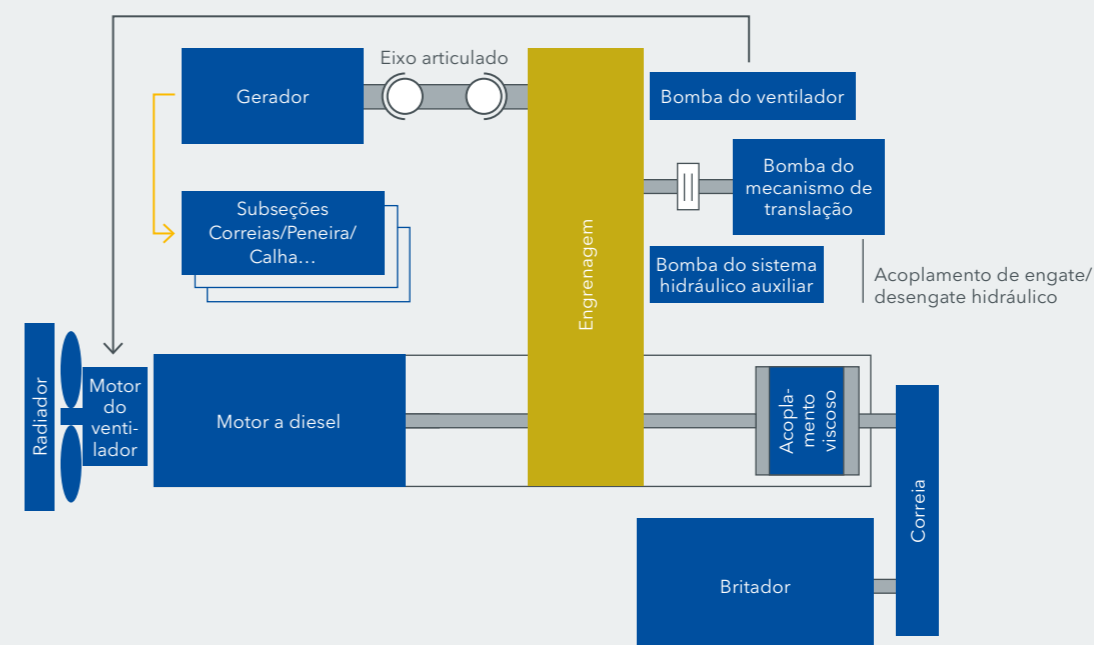 Eixo articulado
Gerador
Bomba do ventilador
Bomba do
mecanismo de
translação
Subseções
Correias/Peneira/
Calha…
Engrenagem
Bomba do sistema
hidráulico auxiliar
Acoplamento de engate/
desengate hidráulico
Radiador
Motor
do
venti-
lador
Motor a diesel
Acopla-
mento
viscoso
Correia
Britador